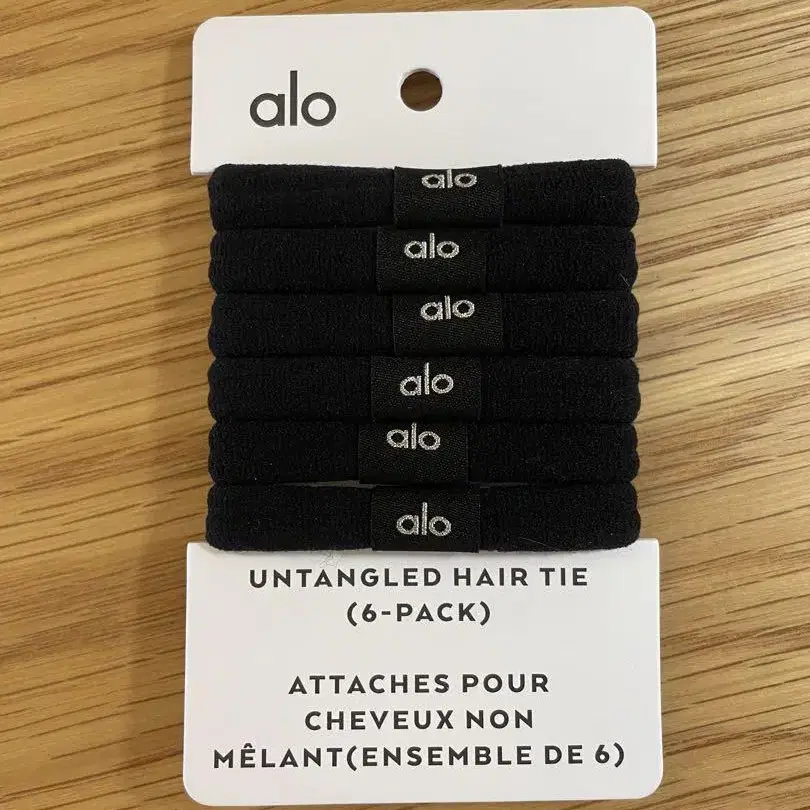 alo
alo
alo
alo
alo
alo
alo
UNTANGLED HAIR TIE
(6-PACK)
ATTACHES POUR
CHEVEUX NON
MÊLANT(ENSEMBLE DE 6)